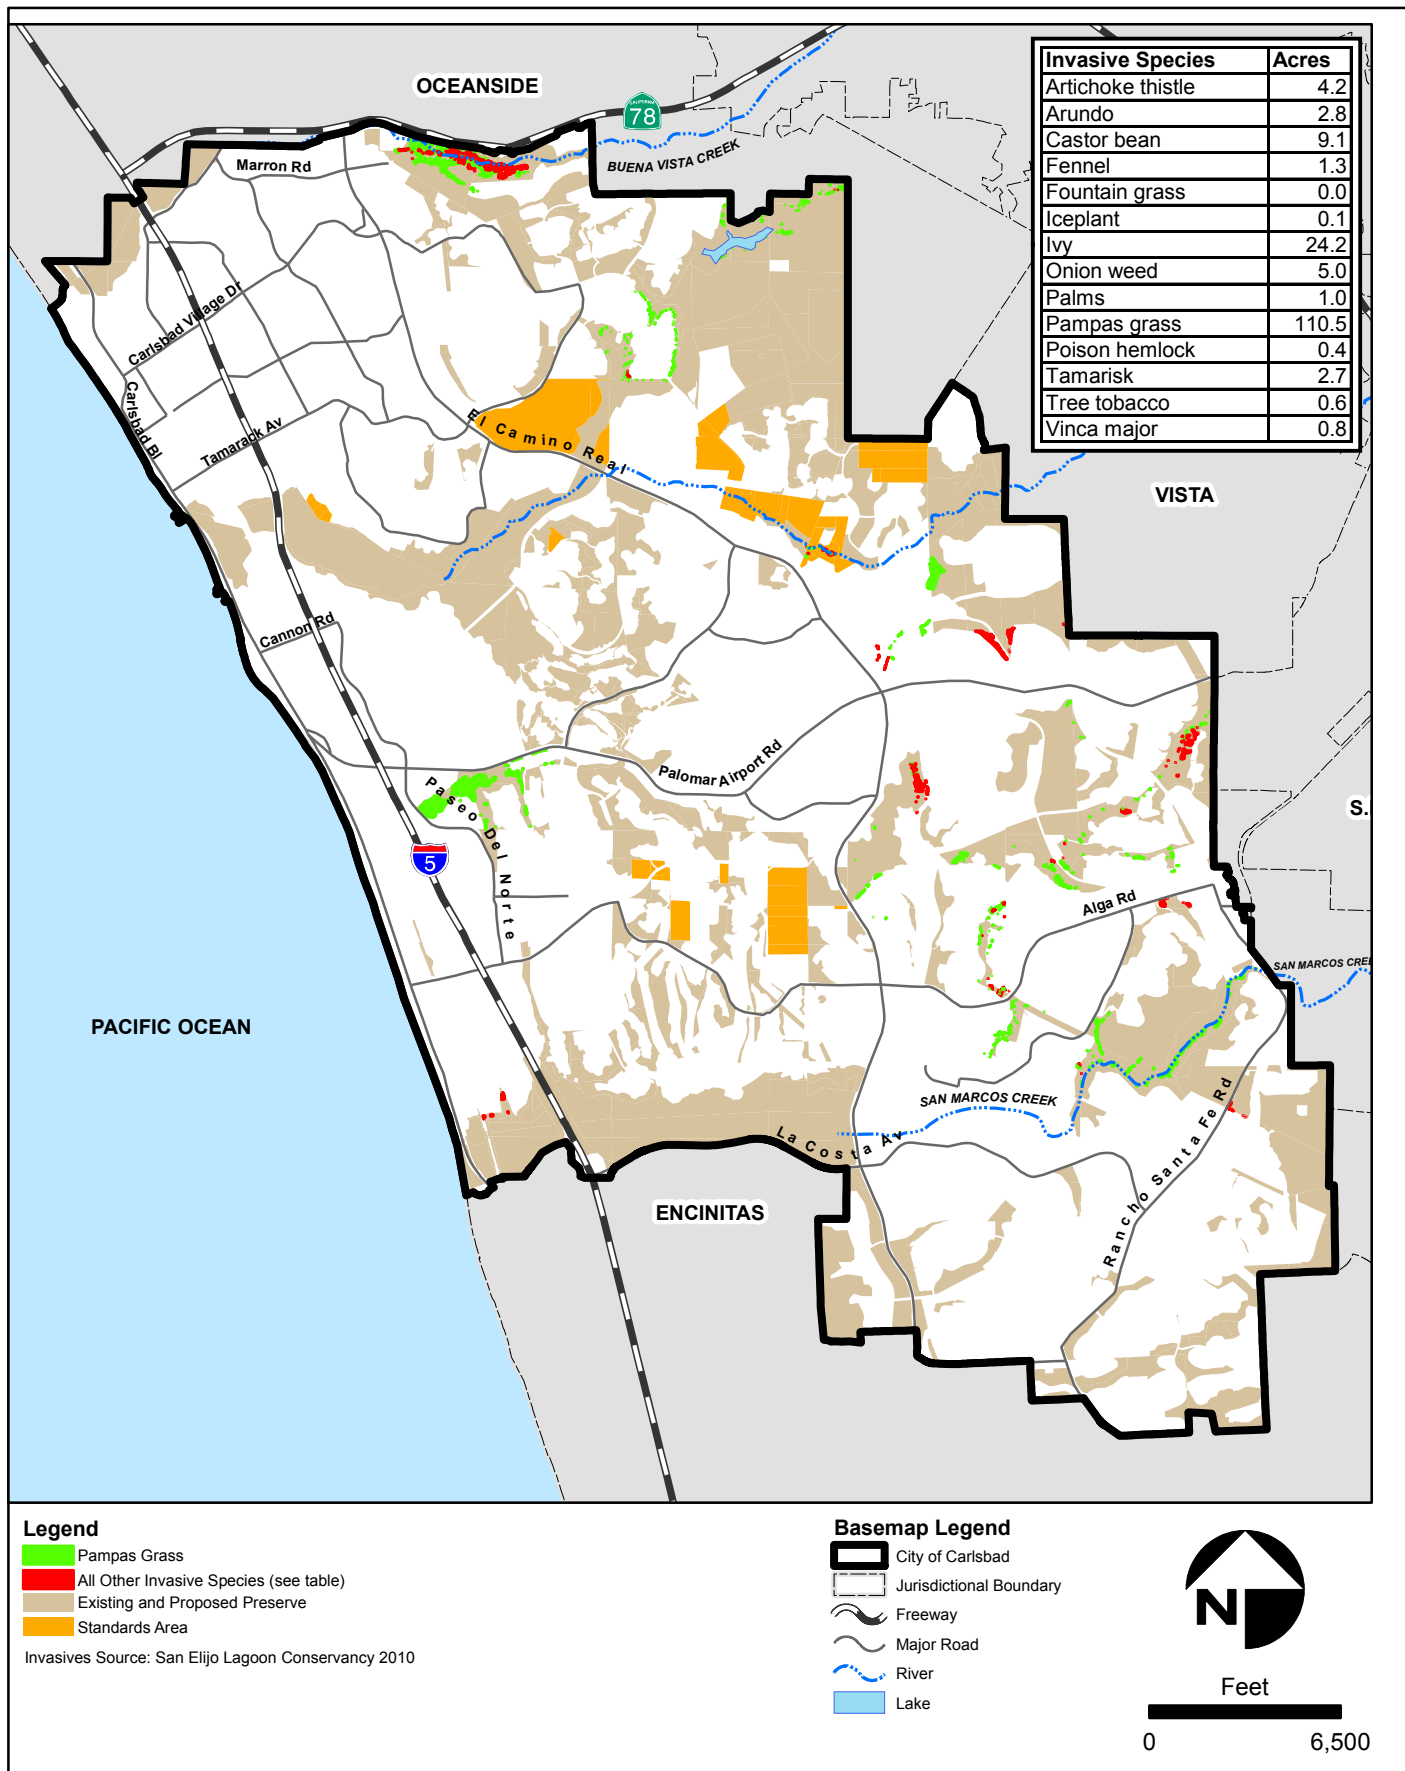 OCEANSIDE
CALIFORNIA
78
BUENA VISTA CREEK
Marron Rd
Invasive Species Acres
Artichoke thistle 4.2
Arundo 2.8
Castor bean 9.1
Fennel 1.3
Fountain grass 0.0
Iceplant 0.1
Ivy 24.2
Onion weed 5.0
Palms 1.0
Pampas grass 110.5
Poison hemlock 0.4
Tamarisk 2.7
Tree tobacco 0.6
Vinca major 0.8
Carlsbad Village Dr
Carlsbad Bl
Tamarack Av
El Camino Real
VISTA
Cannon Rd
Palomar Airport Rd
Paseo Del Norte
5
S.
Alga Rd
SAN MARCOS CREE
PACIFIC OCEAN
SAN MARCOS CREEK
La Costa Av
Rancho Santa Fe Rd
ENCINITAS
Legend
Pampas Grass
All Other Invasive Species (see table)
Existing and Proposed Preserve
Standards Area
Invasives Source: San Elijo Lagoon Conservancy 2010
Basemap Legend
City of Carlsbad
Jurisdictional Boundary
Freeway
Major Road
River
Lake
N
Feet
0 6,500